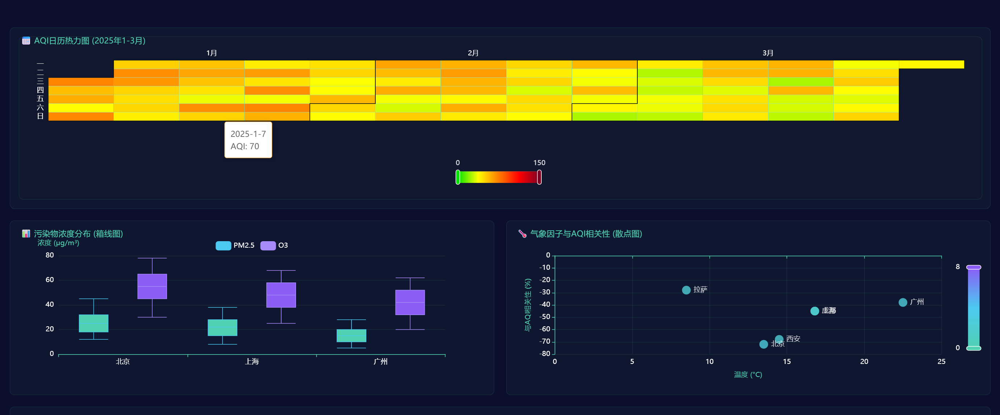 AQI日历热力图 (2025年1-3月)
1月 2月 3月
一
二
三
四
五
六
日
2025-1-7
AQI: 70
0 150
污染物浓度分布 (箱线图)
浓度 (μg/m³)
PM2.5 O3
80
60
40
20
0
北京 上海 广州
气象因子与AQI相关性 (散点图)
与AQI相关性 (%)
0
-10
-20
-30
-40
-50
-60
-70
-80
拉萨
广州
西安
北京
0 5 10 15 20 25
温度 (°C)
8
0